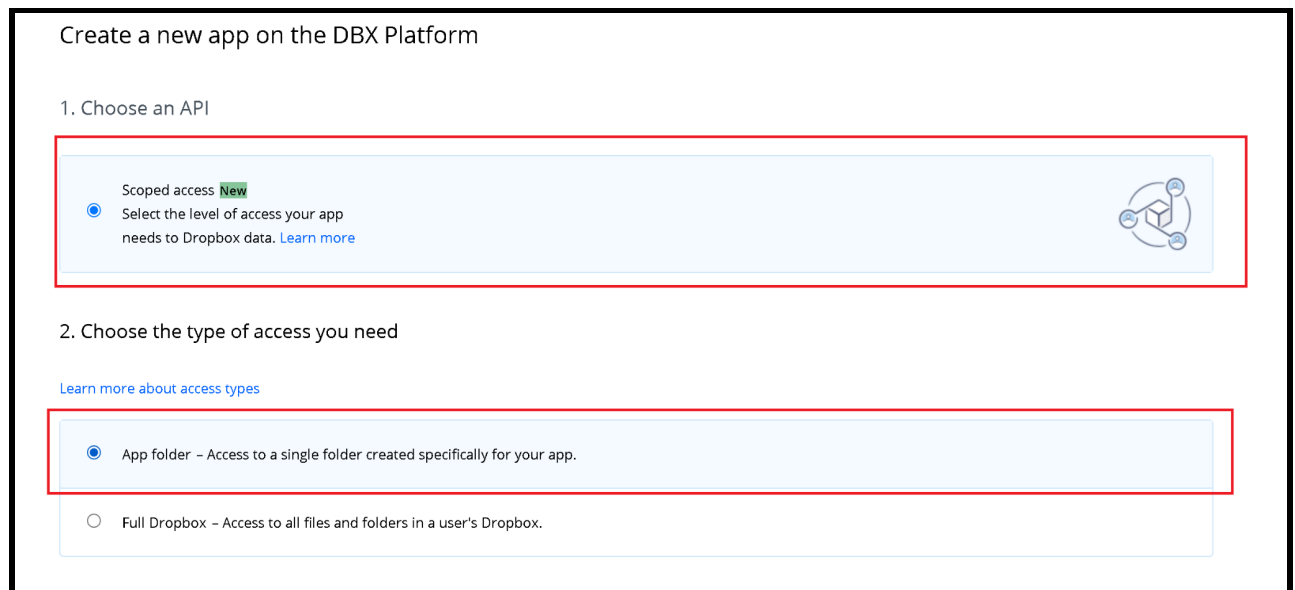 Create a new app on the DBX Platform
1. Choose an API
Scoped access New
Select the level of access your app
needs to Dropbox data. Learn more
2. Choose the type of access you need
Learn more about access types
App folder – Access to a single folder created specifically for your app.
Full Dropbox – Access to all files and folders in a user's Dropbox.